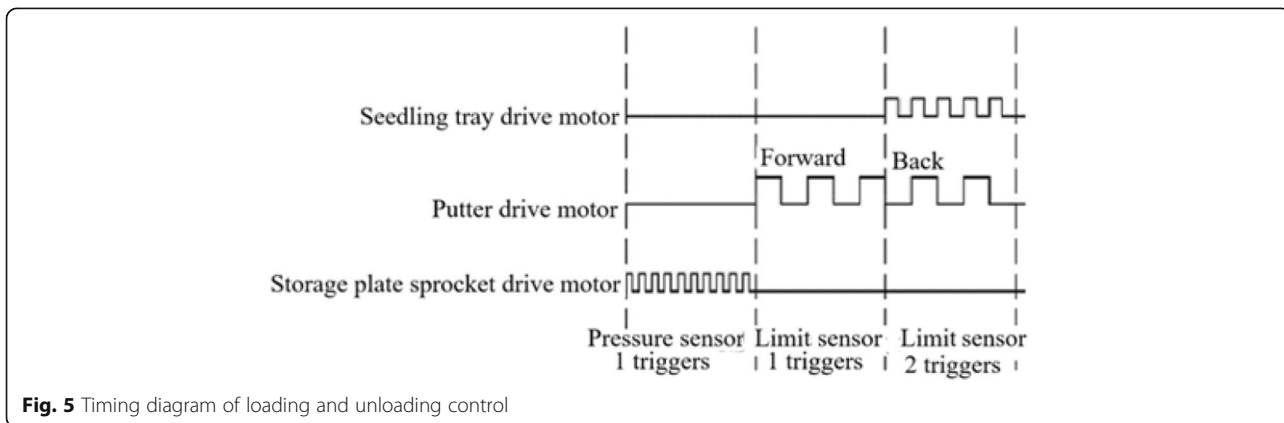 Seedling tray drive motor
Forward Back
Putter drive motor
Storage plate sprocket drive motor
Pressure sensor Limit sensor Limit sensor
1 triggers 1 triggers 2 triggers
Fig. 5 Timing diagram of loading and unloading control